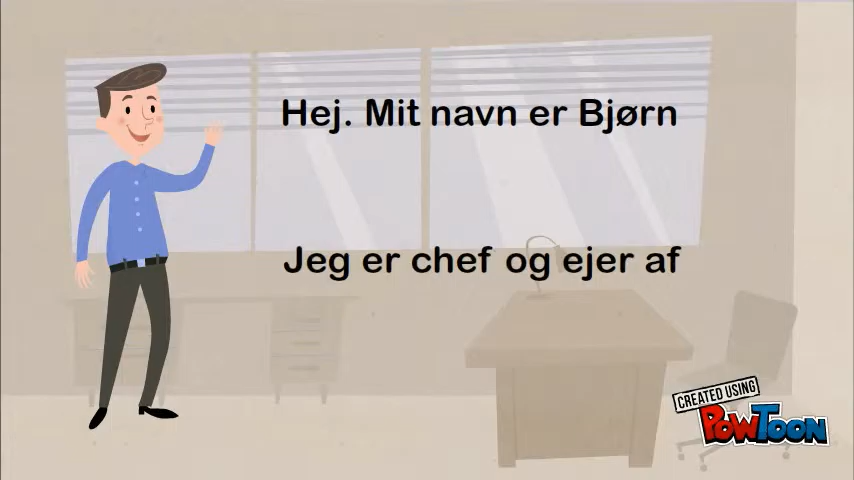 Hej. Mit navn er Bjørn
Jeg er chef og ejer af
CREATED USING
POWTOON